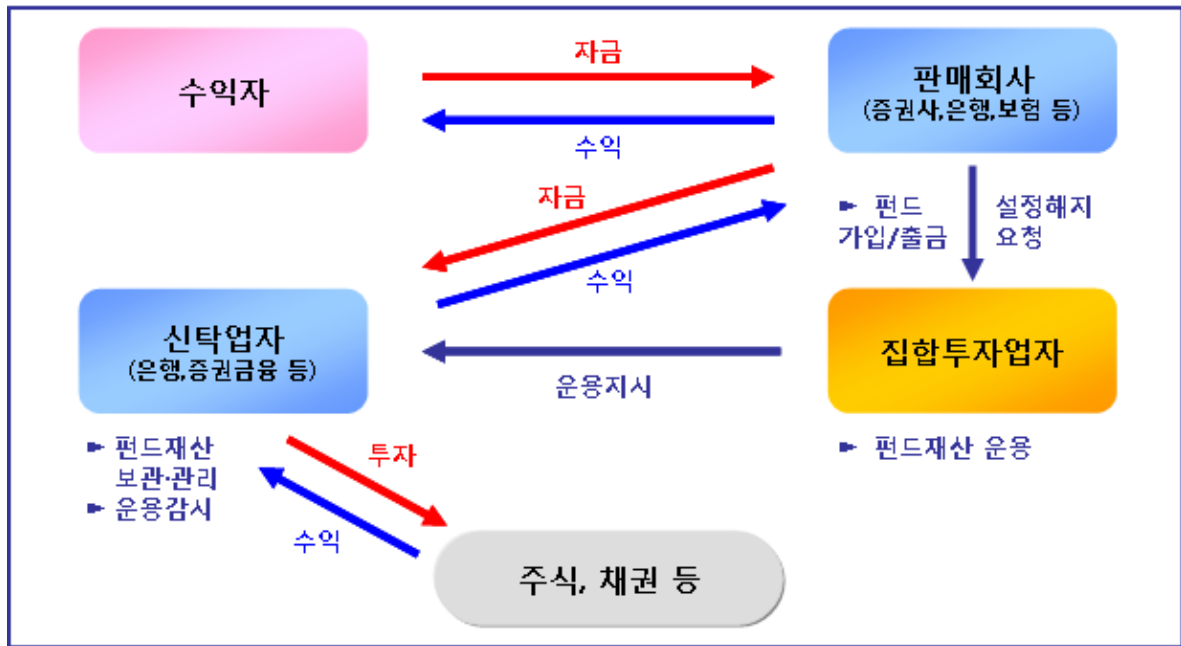 자금
수익자
판매회사
(증권사,은행,보험 등)
수익
자금
► 펀드
가입/출금
설정해지
요청
수익
신탁업자
(은행,증권금융 등)
집합투자업자
운용지시
► 펀드재산
보관·관리
► 운용감시
투자
► 펀드재산 운용
수익
주식, 채권 등